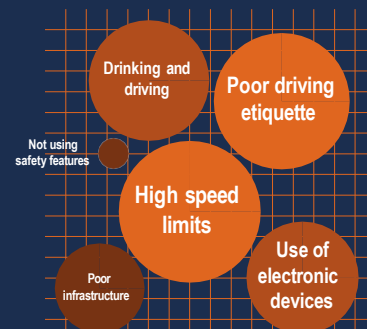 Drinking and
driving
Poor driving
etiquette
Not using
safety features
High speed
limits
Use of
electronic
devices
Poor
infrastructure